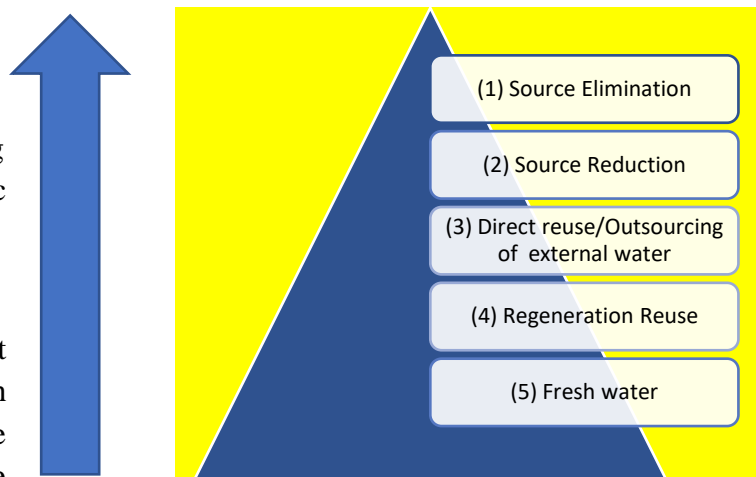 (1) Source Elimination
(2) Source Reduction
(3) Direct reuse/Outsourcing
of external water
(4) Regeneration Reuse
(5) Fresh water